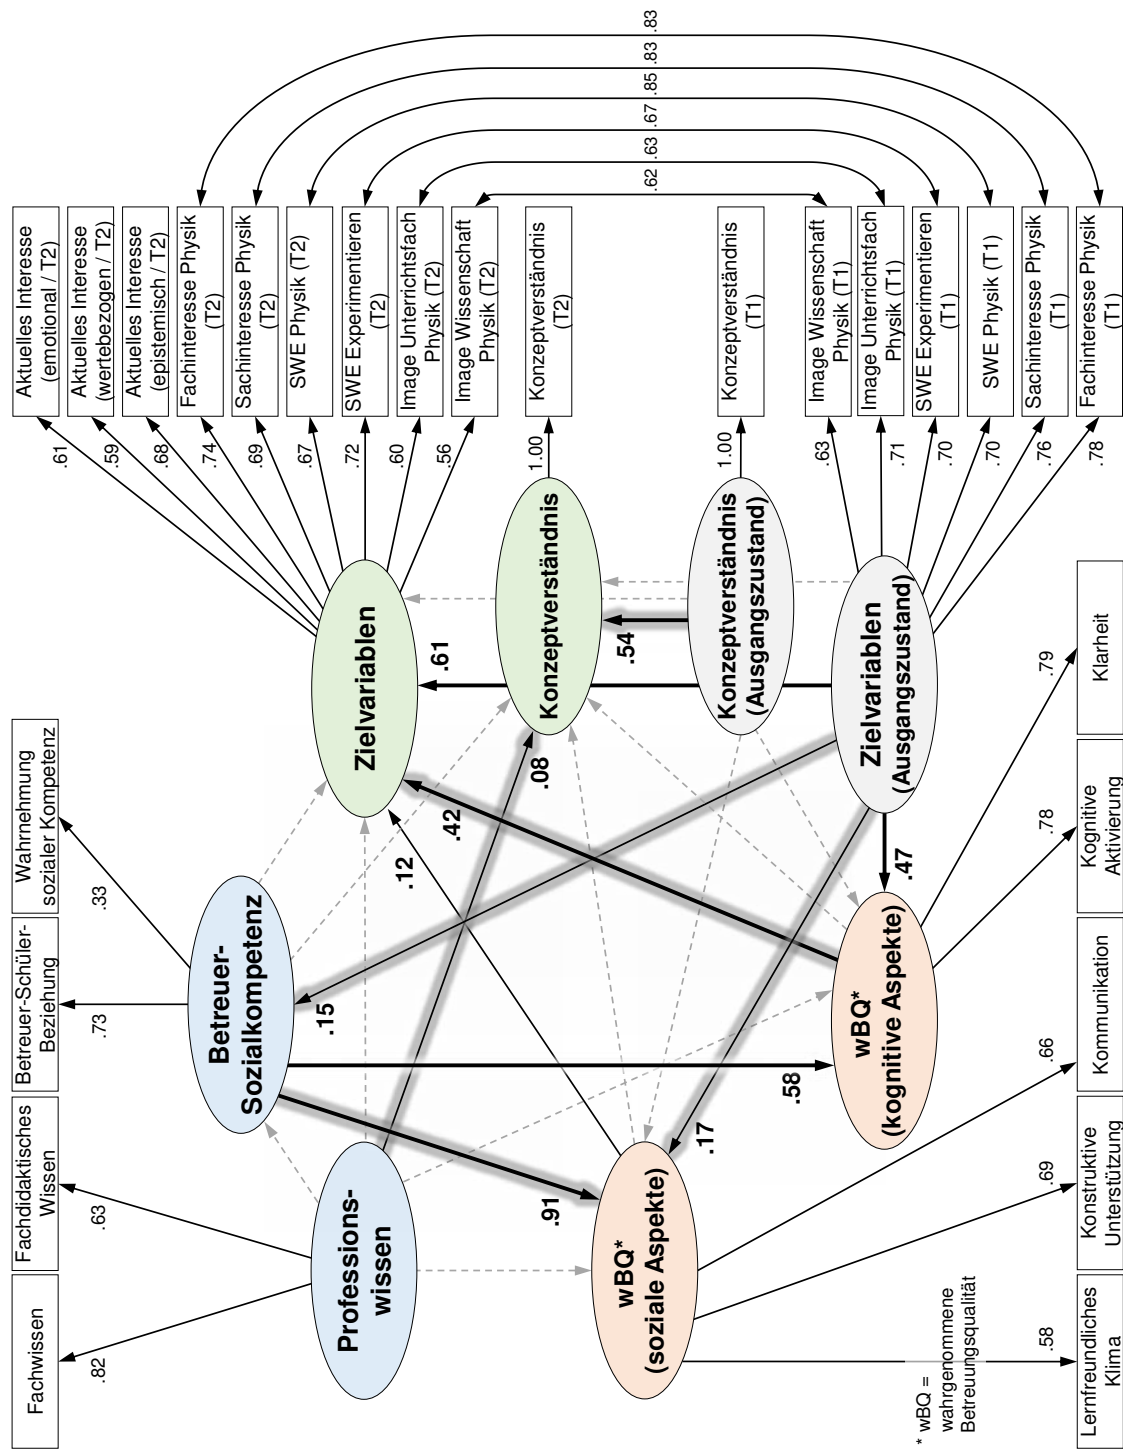 Fachwissen
Fachdidaktisches
Wissen
Betreuer-Schüler-
Beziehung
Wahrnehmung
sozialer Kompetenz
.82
.63
.73
.33
Professions-
wissen
Betreuer-
Sozialkompetenz
Zielvariablen
Konzeptverständnis
Konzeptverständnis
(Ausgangszustand)
Zielvariablen
(Ausgangszustand)
wBQ*
(soziale Aspekte)
wBQ*
(kognitive Aspekte)
.91
.58
.15
.17
.12
.42
.08
.61
.54
.47
Aktuelles Interesse
(emotional / T2)
Aktuelles Interesse
(wertebezogen / T2)
Aktuelles Interesse
(epistemisch / T2)
Fachinteresse Physik
(T2)
Sachinteresse Physik
(T2)
SWE Physik (T2)
SWE Experimentieren
(T2)
Image Unterrichtsfach
Physik (T2)
Image Wissenschaft
Physik (T2)
Konzeptverständnis
(T2)
Konzeptverständnis
(T1)
Image Wissenschaft
Physik (T1)
Image Unterrichtsfach
Physik (T1)
SWE Experimentieren
(T1)
SWE Physik (T1)
Sachinteresse Physik
(T1)
Fachinteresse Physik
(T1)
.61
.59
.68
.74
.69
.67
.72
.60
.56
1.00
1.00
.63
.71
.70
.70
.76
.78
.62
.63
.67
.85
.83
.83
* wBQ =
wahrgenommene
Betreuungsqualität
.58
.69
.66
.78
.79
Lernfreundliches
Klima
Konstruktive
Unterstützung
Kommunikation
Kognitive
Aktivierung
Klarheit